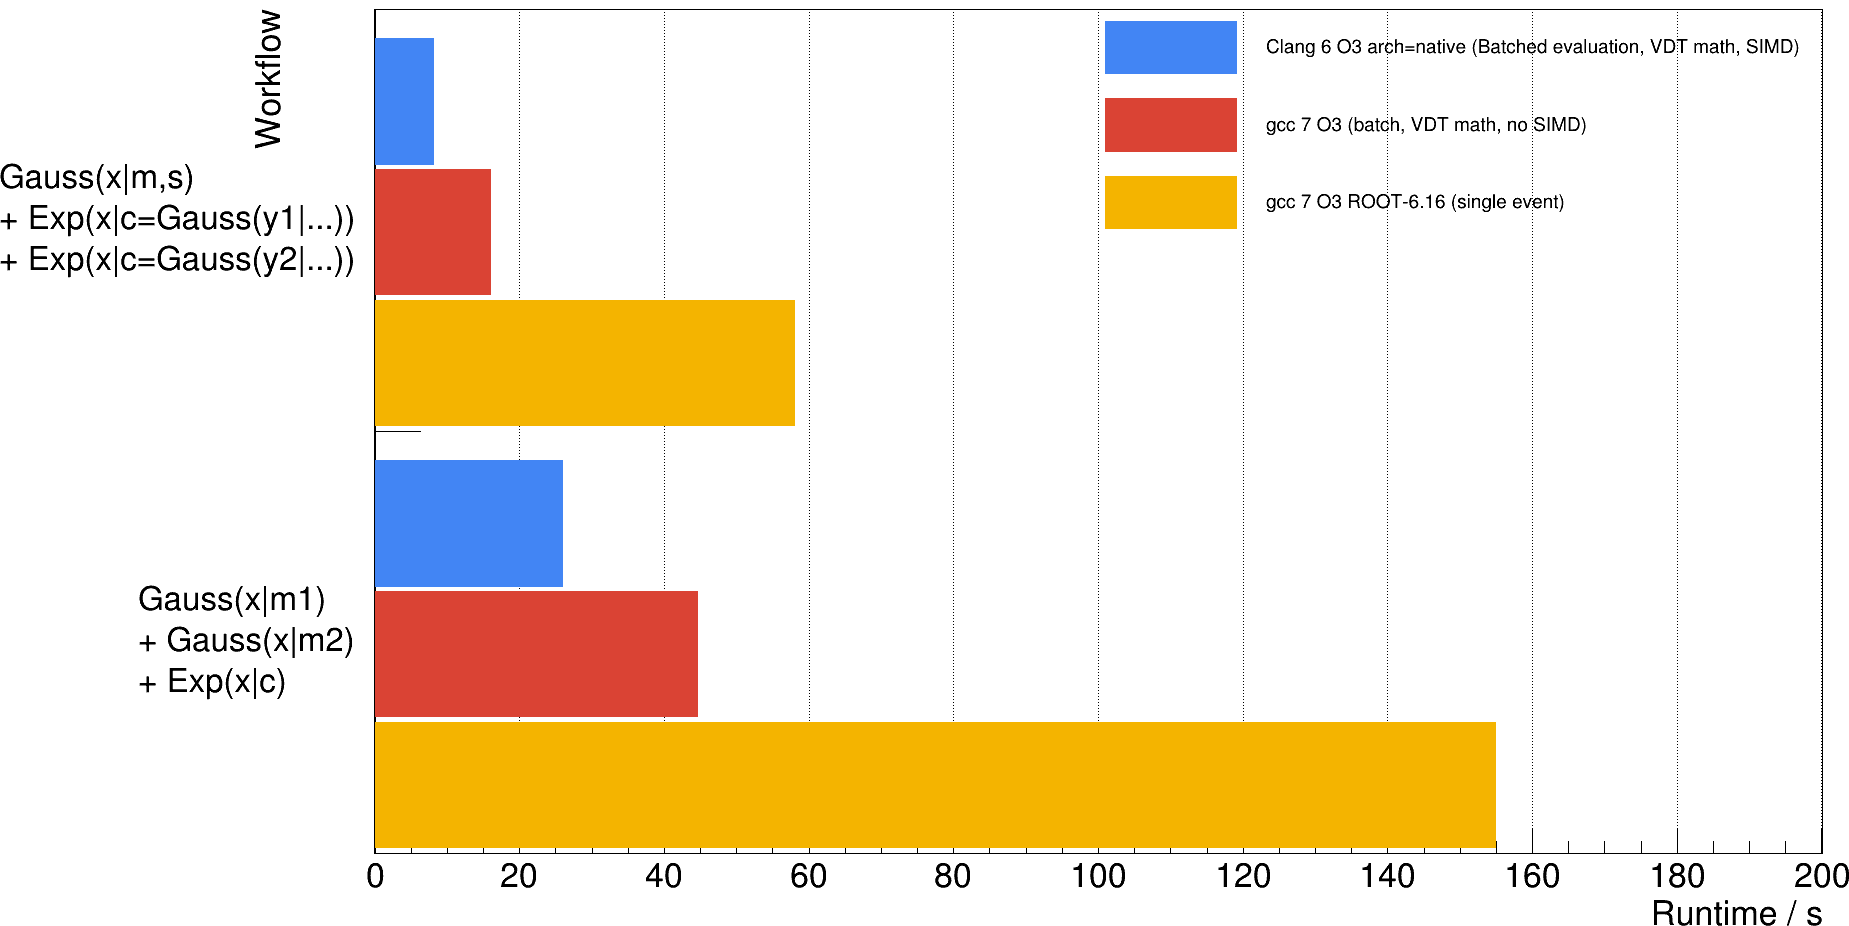 Workflow
Clang 6 O3 arch=native (Batched evaluation, VDT math, SIMD)
gcc 7 O3 (batch, VDT math, no SIMD)
gcc 7 O3 ROOT-6.16 (single event)
Gauss(x|m,s)
+ Exp(x|c=Gauss(y1|...))
+ Exp(x|c=Gauss(y2|...))
Gauss(x|m1)
+ Gauss(x|m2)
+ Exp(x|c)
0 20 40 60 80 100 120 140 160 180 200
Runtime / s